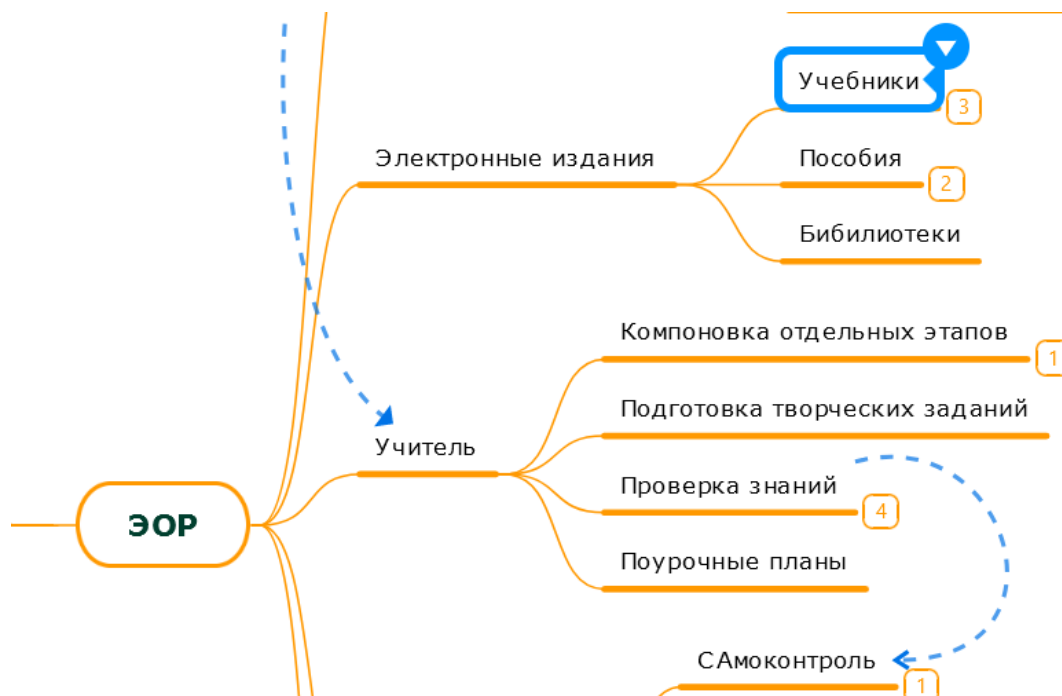 Учебники
3
Электронные издания
Пособия
2
Бибилиотеки
Компоновка отдельных этапов
1
Подготовка творческих заданий
Учитель
Проверка знаний
4
ЭОР
Поурочные планы
САмоконтроль
1